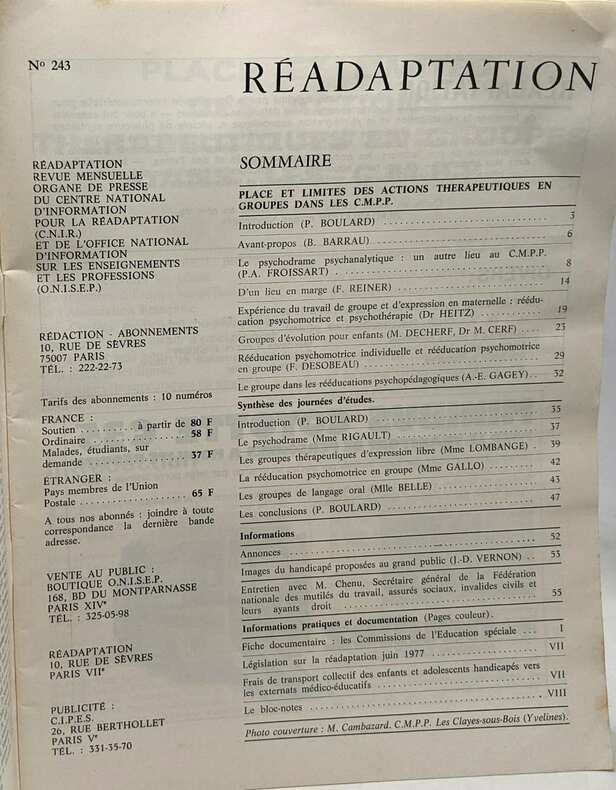 Nº 243
RÉADAPTATION
RÉADAPTATION
REVUE MENSUELLE
ORGANE DE PRESSE
DU CENTRE NATIONAL
D'INFORMATION
POUR LA RÉADAPTATION
(C.N.I.R.)
ET DE L'OFFICE NATIONAL
D'INFORMATION
SUR LES ENSEIGNEMENTS
ET LES PROFESSIONS
(O.N.I.S.E.P.)
RÉDACTION - ABONNEMENTS
10, RUE DE SÈVRES
75007 PARIS
TÉL. : 222-22-73
Tarifs des abonnements : 10 numéros
FRANCE :
Soutien ......... à partir de 80 F
Ordinaire ................. 58 F
Malades, étudiants, sur
demande ................. 37 F
ÉTRANGER :
Pays membres de l'Union
Postale ................... 65 F
A tous nos abonnés : joindre à toute
correspondance la dernière bande
adresse.
VENTE AU PUBLIC :
BOUTIQUE O.N.I.S.E.P.
168, BD DU MONTPARNASSE
PARIS XIVe
TÉL. : 325-05-98
RÉADAPTATION
10, RUE DE SÈVRES
PARIS VIIe
PUBLICITÉ :
C.I.P.E.S.
26, RUE BERTHOLLET
PARIS Ve
TÉL. : 331-35-70
SOMMAIRE
PLACE ET LIMITES DES ACTIONS THERAPEUTIQUES EN
GROUPES DANS LES C.M.P.P.
Introduction (P. BOULARD) ........................ 3
Avant-propos (B. BARRAU) ........................ 6
Le psychodrame psychanalytique : un autre lieu au C.M.P.P.
(P.A. FROISSART) . ........................ 8
D'un lieu en marge (F. REINER) ........................ 14
Expérience du travail de groupe et d'expression en maternelle : réédu-
cation psychomotrice et psychothérapie (Dr HEITZ) ........... 19
Groupes d'évolution pour enfants (M. DECHERF, Dr M. CERF) .... 23
Rééducation psychomotrice individuelle et rééducation psychomotrice
en groupe (F. DESOBEAU) ........................ 29
Le groupe dans les rééducations psychopédagogiques (A.-E. GAGEY) .. 32
Synthèse des journées d'études.
Introduction (P. BOULARD) ........................ 35
Le psychodrame (Mme RIGAULT) ........................ 37
Les groupes thérapeutiques d'expression libre (Mme LOMBANGE) . 39
La rééducation psychomotrice en groupe (Mme GALLO) ........ 42
Les groupes de langage oral (Mlle BELLE) ........................ 43
Les conclusions (P. BOULARD) ........................ 47
Informations
Annonces ........................ 52
Images du handicapé proposées au grand public (J.-D. VERNON) .. 53
Entretien avec M. Chenu, Secrétaire général de la Fédération
nationale des mutilés du travail, assurés sociaux, invalides civils et
leurs ayants droit ........................ 55
Informations pratiques et documentation (Pages couleur).
Fiche documentaire : les Commissions de l'Education spéciale ... I
Législation sur la réadaptation juin 1977 ................ VII
Frais de transport collectif des enfants et adolescents handicapés vers
les externats médico-éducatifs ........................ VII
Le bloc-notes ........................ VIII
Photo couverture : M. Cambazard. C.M.P.P. Les Clayes-sous-Bois (Yvelines).